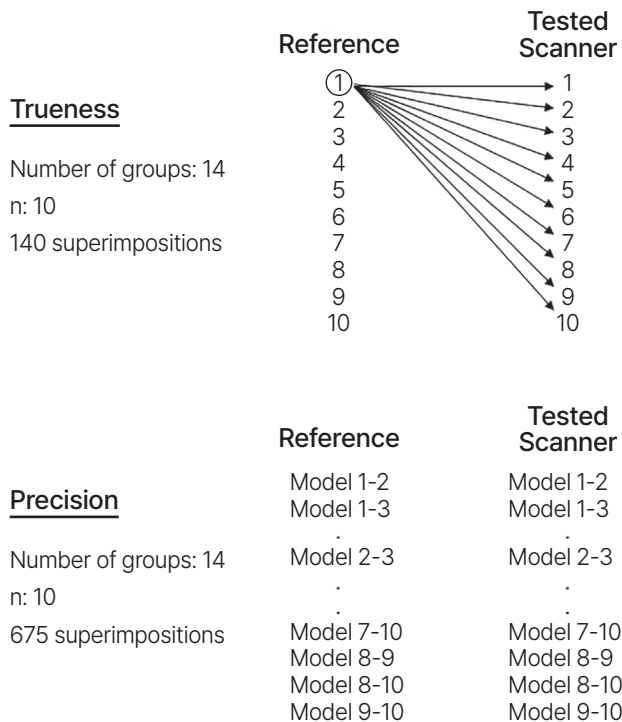 Reference
Tested
Scanner
Trueness
Number of groups: 14
n: 10
140 superimpositions
1 1
2 2
3 3
4 4
5 5
6 6
7 7
8 8
9 9
10 10
Reference
Tested
Scanner
Precision
Number of groups: 14
n: 10
675 superimpositions
Model 1-2 Model 1-2
Model 1-3 Model 1-3
. .
Model 2-3 Model 2-3
. .
. .
Model 7-10 Model 7-10
Model 8-9 Model 8-9
Model 8-10 Model 8-10
Model 9-10 Model 9-10